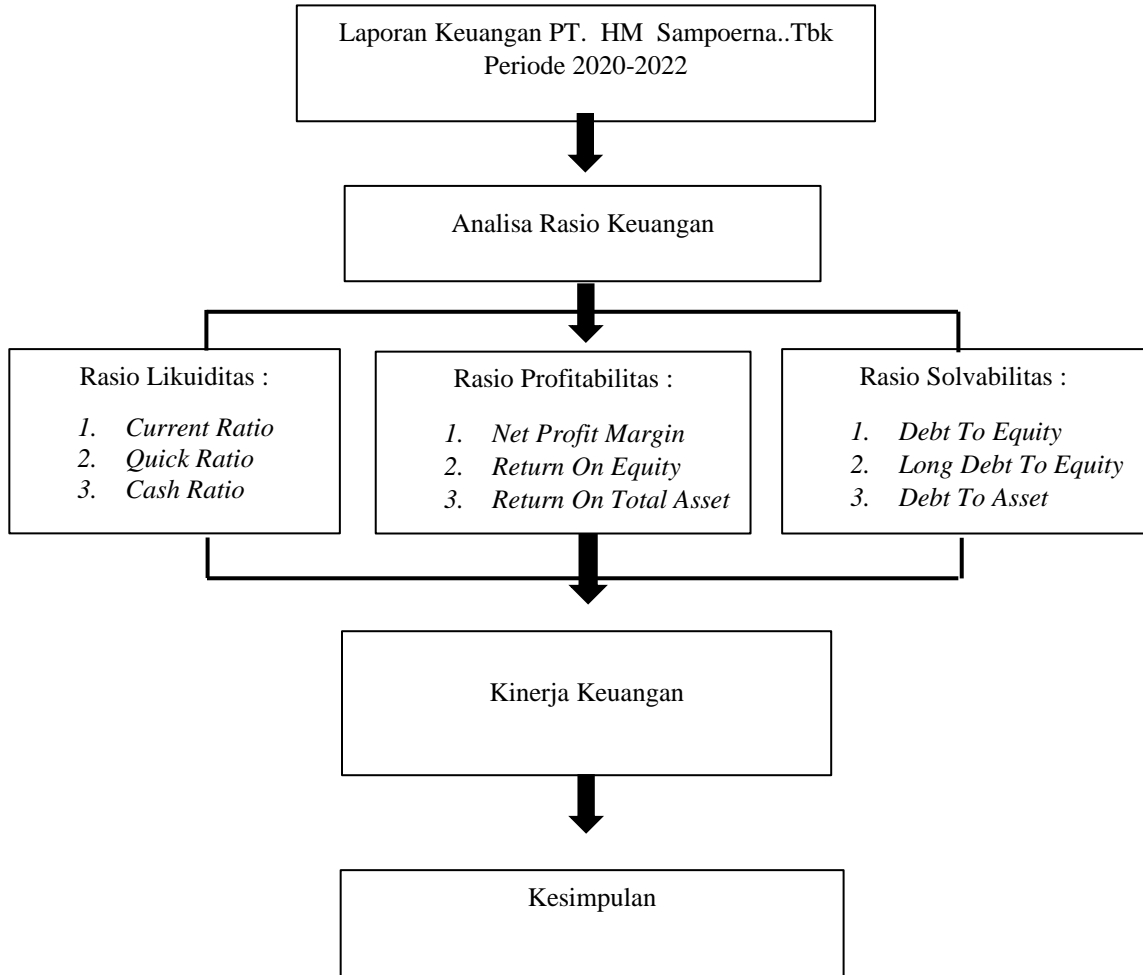 Laporan Keuangan PT. HM Sampoerna..Tbk
Periode 2020-2022
Analisa Rasio Keuangan
Rasio Likuiditas :
1. Current Ratio
2. Quick Ratio
3. Cash Ratio
Rasio Profitabilitas :
1. Net Profit Margin
2. Return On Equity
3. Return On Total Asset
Rasio Solvabilitas :
1. Debt To Equity
2. Long Debt To Equity
3. Debt To Asset
Kinerja Keuangan
Kesimpulan